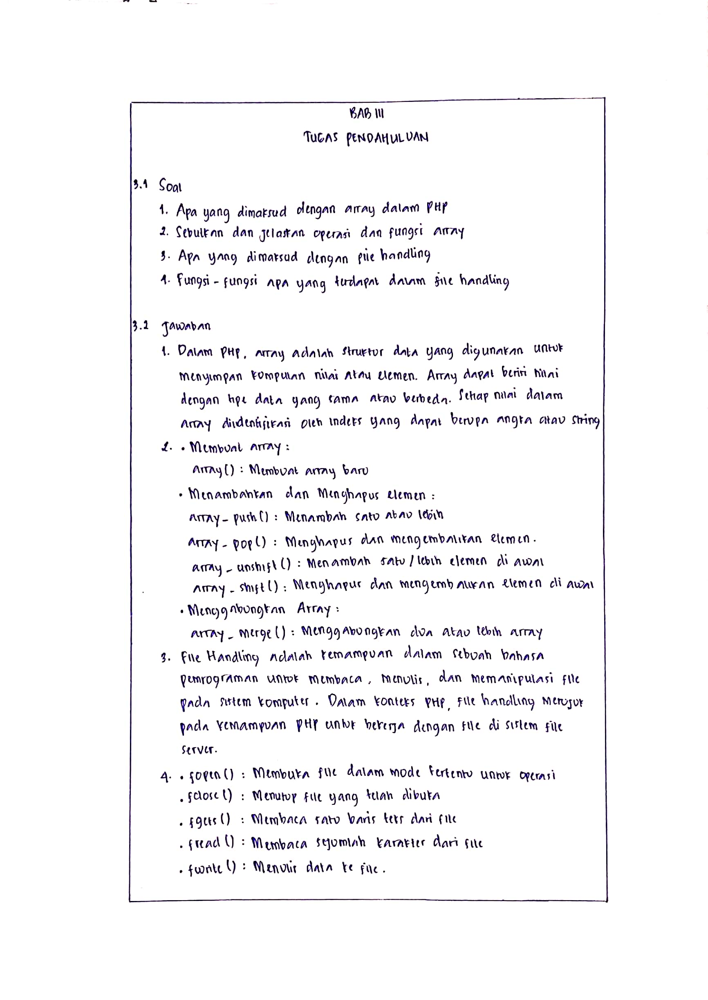 BAB III
TUGAS PENDAHULUAN
3.1 Soal
1. Apa yang dimaksud dengan array dalam PHP
2. Sebutkan dan jelaskan operasi dan fungsi array
3. Apa yang dimaksud dengan file handling
4. Fungsi - fungsi apa yang terdapat dalam file handling
3.2 Jawaban
1. Dalam PHP, array adalah struktur data yang digunakan untuk
menyimpan kompulan nilai atau elemen. Array dapat berisi nilai
dengan tipe data yang sama atau berbeda. Setiap nilai dalam
array diidentifikasi oleh indeks yang dapat berupa angka atau string
2. • Membuat array :
array() : Membuat array baru
• Menambahkan dan Menghapus elemen :
array_push() : Menambah satu atau lebih
array_pop() : Menghapus dan mengembalikan elemen.
array_unshift() : Menambah satu / lebih elemen di awal
array_shift() : Menghapus dan mengembalikan elemen di awal
• Menggabungkan Array :
array_merge() : Menggabungkan dua atau lebih array
3. File Handling adalah kemampuan dalam sebuah bahasa
pemrograman untuk membaca, menulis, dan memanipulasi file
pada sistem komputer. Dalam konteks PHP, file handling merujuk
pada kemampuan PHP untuk bekerja dengan file di sistem file
server.
4. • fopen() : Membuka file dalam mode tertentu untuk operasi
• fclose() : Menutup file yang telah dibuka
• fgets() : Membaca satu baris teks dari file
• fread() : Membaca sejumlah karakter dari file
• fwrite() : Menulis data ke file.